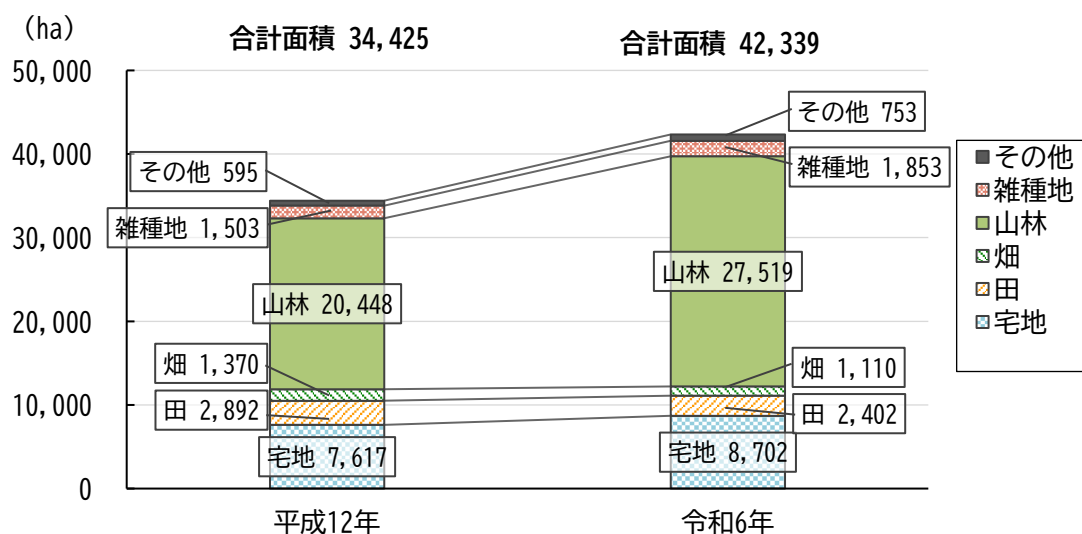 (ha)
合計面積 34,425
合計面積 42,339
50,000
40,000
30,000
20,000
10,000
0
その他 595
雑種地 1,503
山林 20,448
畑 1,370
田 2,892
宅地 7,617
その他 753
雑種地 1,853
山林 27,519
畑 1,110
田 2,402
宅地 8,702
平成12年
令和6年
その他
雑種地
山林
畑
田
宅地